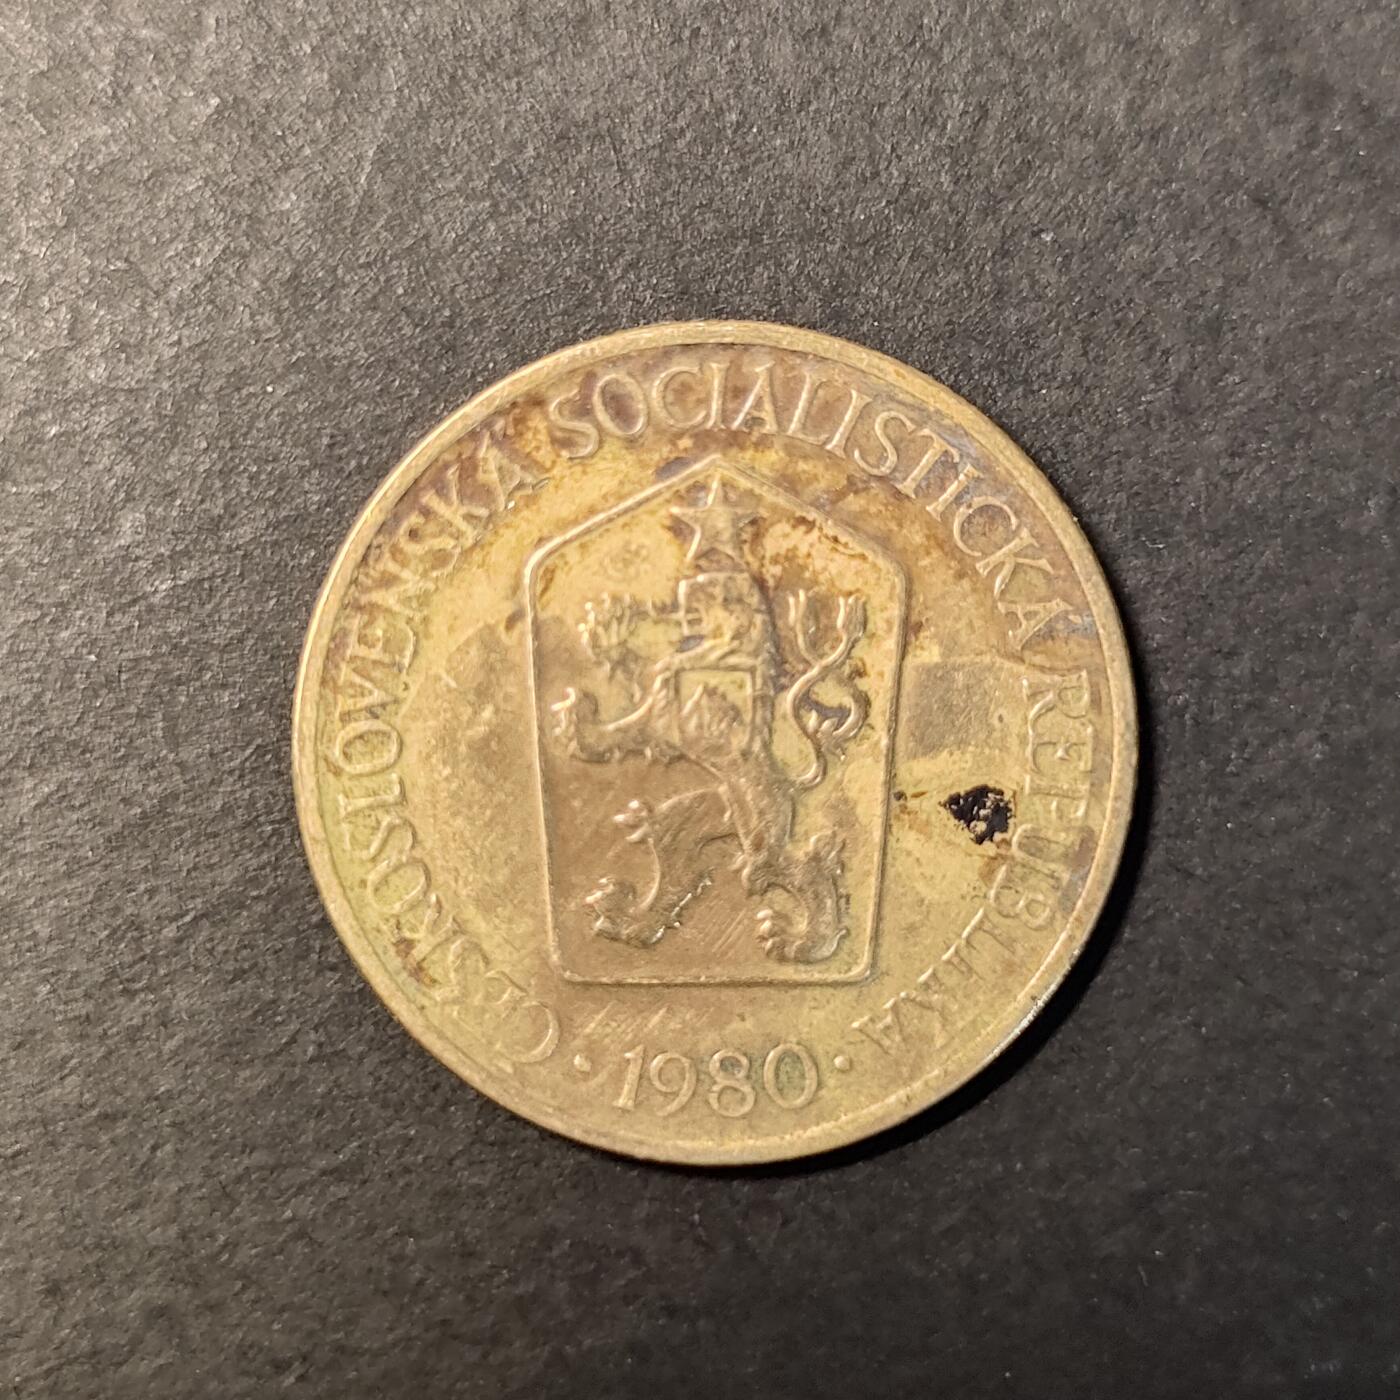 ČESKOSLOVENSKÁ SOCIALISTICKÁ REPUBLIKA
· 1980 ·